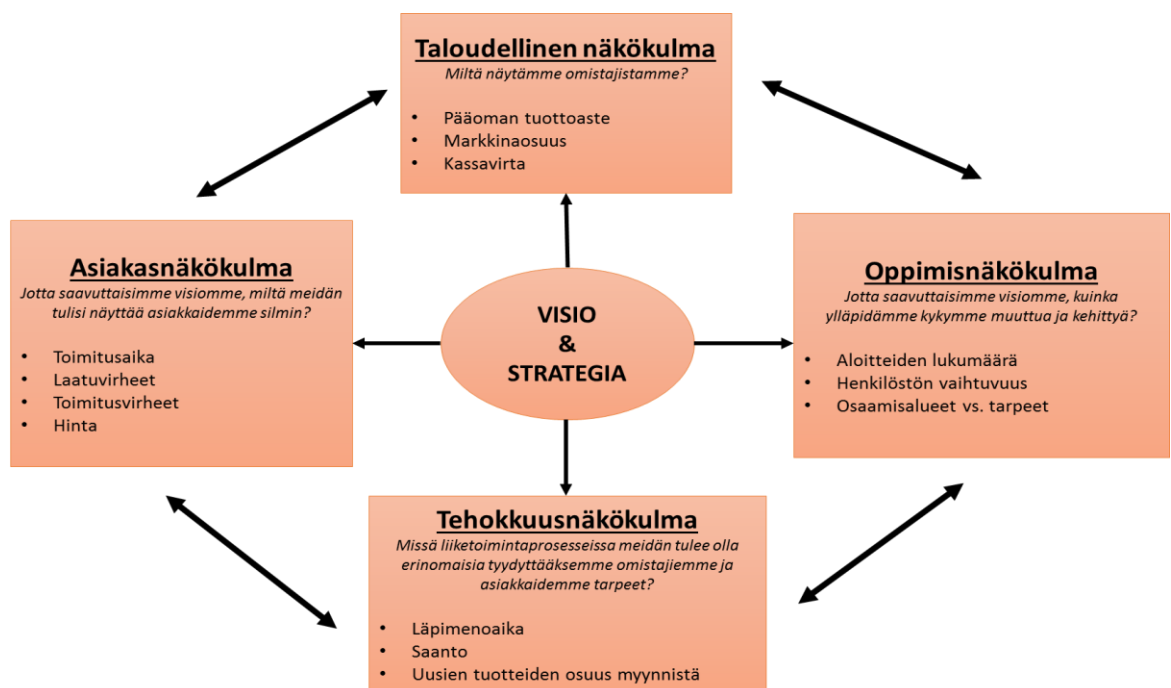 Taloudellinen näkökulma
Miltä näytämme omistajistamme?
• Pääoman tuottoaste
• Markkinaosuus
• Kassavirta
Asiakasnäkökulma
Jotta saavuttaisimme visiomme, miltä meidän
tulisi näyttää asiakkaidemme silmin?
• Toimitusaika
• Laatuvirheet
• Toimitusvirheet
• Hinta
VISIO
&
STRATEGIA
Oppimisnäkökulma
Jotta saavuttaisimme visiomme, kuinka
ylläpidämme kykymme muuttua ja kehittyä?
• Aloitteiden lukumäärä
• Henkilöstön vaihtuvuus
• Osaamisalueet vs. tarpeet
Tehokkuusnäkökulma
Missä liiketoimintaprosesseissa meidän tulee olla
erinomaisia tyydyttääksemme omistajiemme ja
asiakkaidemme tarpeet?
• Läpimenoaika
• Saanto
• Uusien tuotteiden osuus myynnistä